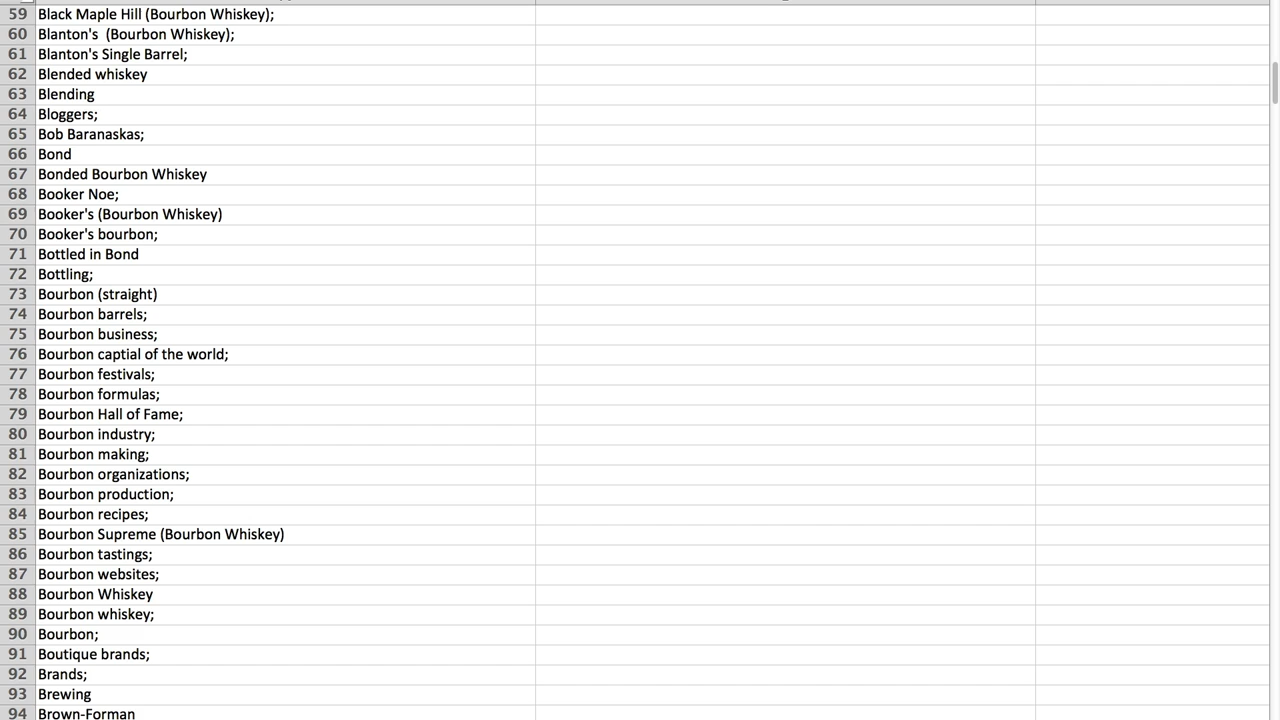 59 Black Maple Hill (Bourbon Whiskey);
60 Blanton's  (Bourbon Whiskey);
61 Blanton's Single Barrel;
62 Blended whiskey
63 Blending
64 Bloggers;
65 Bob Baranaskas;
66 Bond
67 Bonded Bourbon Whiskey
68 Booker Noe;
69 Booker's (Bourbon Whiskey)
70 Booker's bourbon;
71 Bottled in Bond
72 Bottling;
73 Bourbon (straight)
74 Bourbon barrels;
75 Bourbon business;
76 Bourbon captial of the world;
77 Bourbon festivals;
78 Bourbon formulas;
79 Bourbon Hall of Fame;
80 Bourbon industry;
81 Bourbon making;
82 Bourbon organizations;
83 Bourbon production;
84 Bourbon recipes;
85 Bourbon Supreme (Bourbon Whiskey)
86 Bourbon tastings;
87 Bourbon websites;
88 Bourbon Whiskey
89 Bourbon whiskey;
90 Bourbon;
91 Boutique brands;
92 Brands;
93 Brewing
94 Brown-Forman